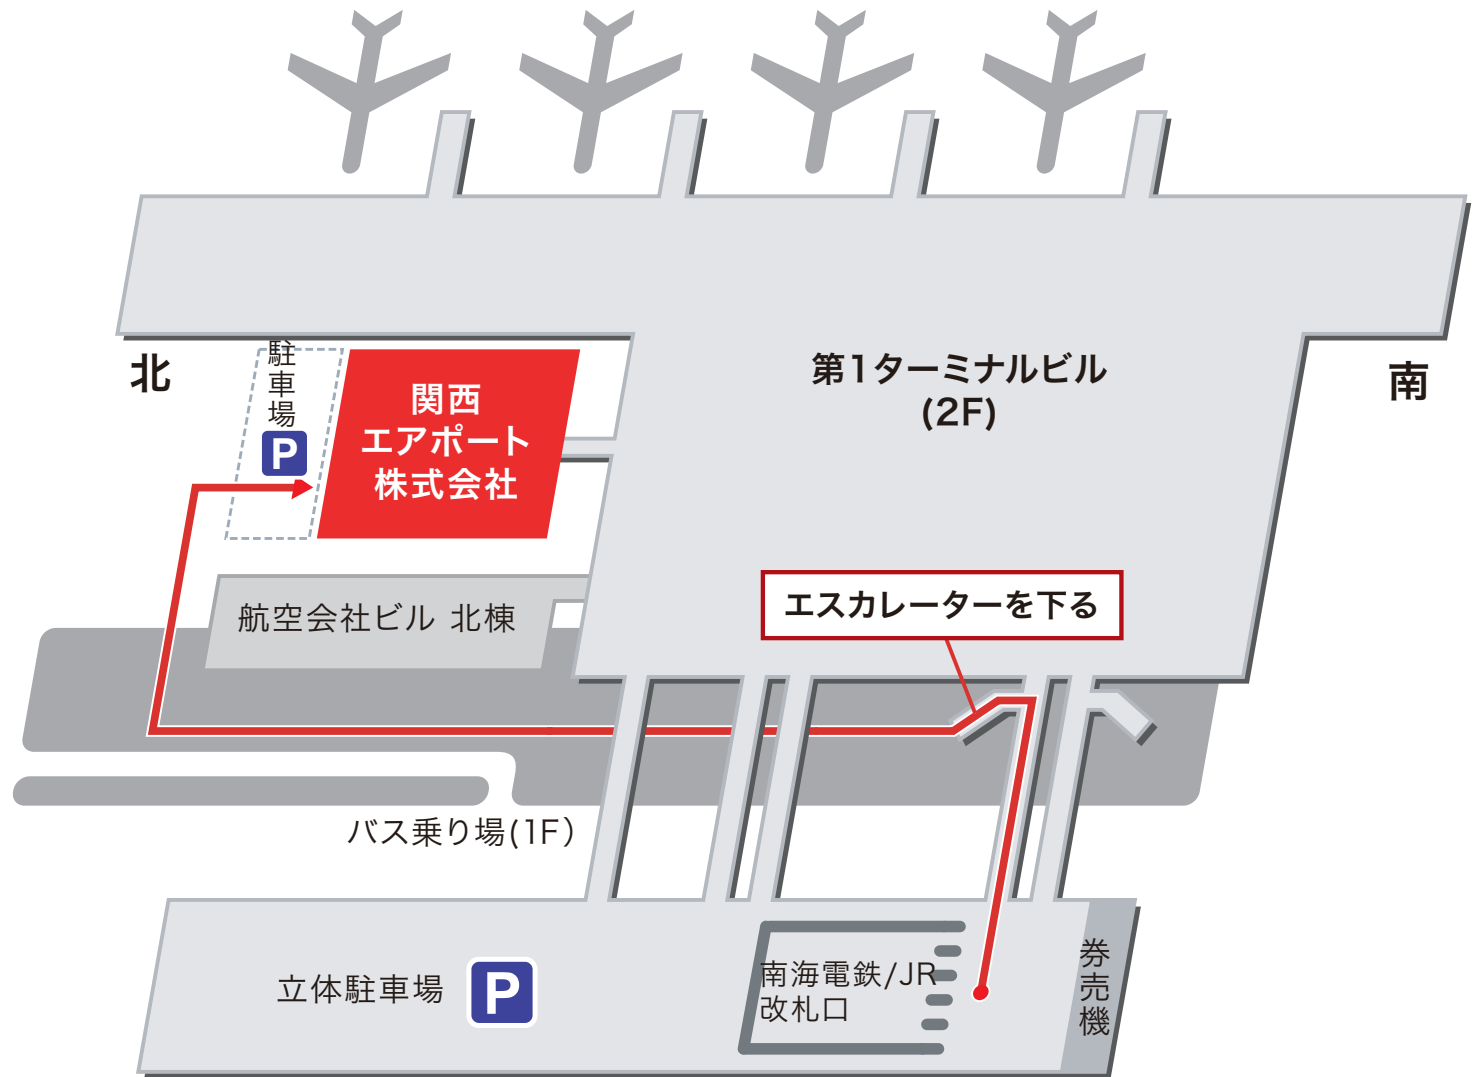 北
駐車場
P
関西
エアポート
株式会社
第1ターミナルビル
(2F)
南
エスカレーターを下る
航空会社ビル 北棟
バス乗り場(1F）
立体駐車場
P
南海電鉄/JR
改札口
券売機